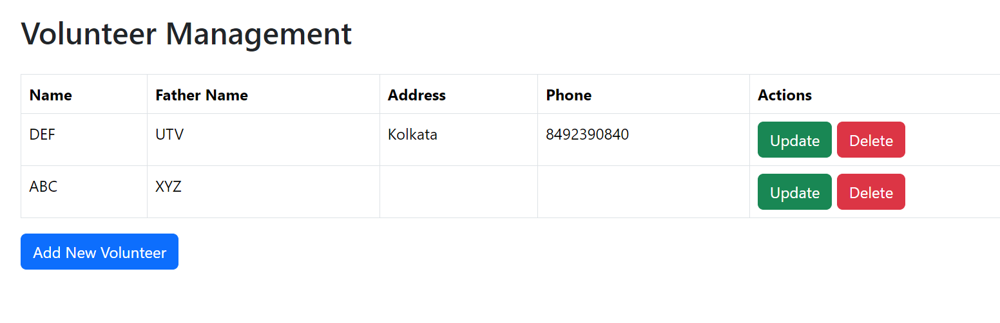 Volunteer Management
Name Father Name Address Phone Actions
DEF UTV Kolkata 8492390840 Update Delete
ABC XYZ Update Delete
Add New Volunteer